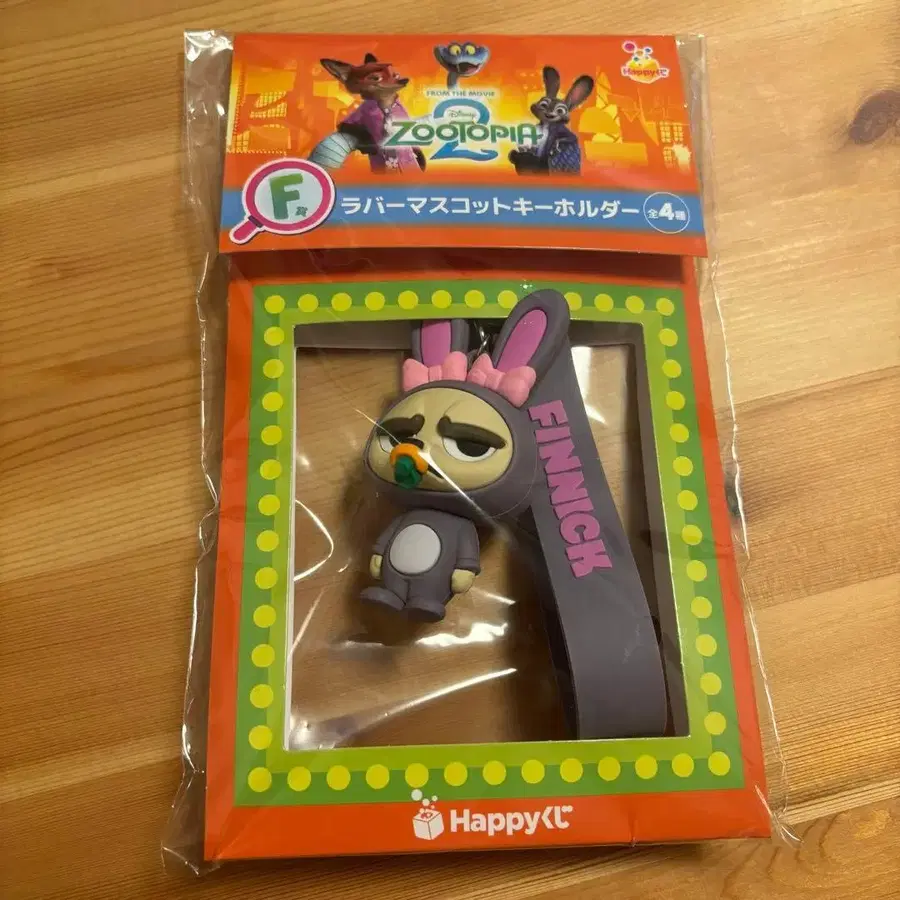 Happyくじ
FROM THE MOVIE
Disney
ZOOTOPIA
2
F賞
ラバーマスコットキーホルダー 全4種
FINNICK
Happyくじ